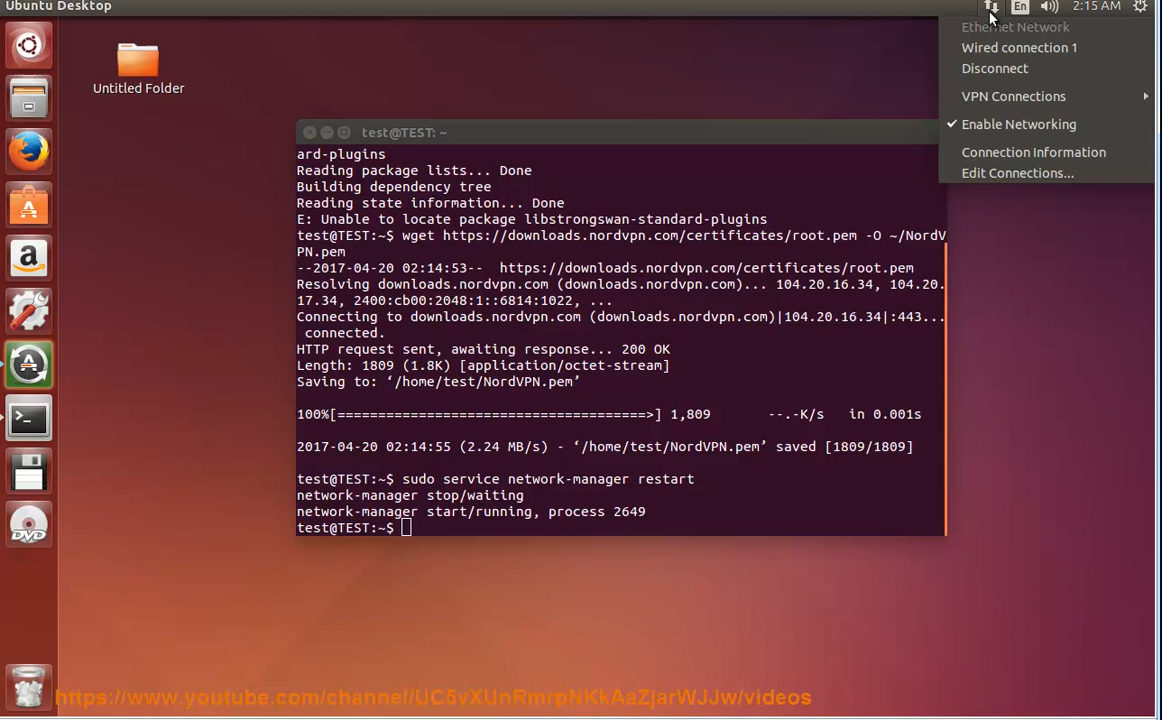 Ubuntu Desktop
En
2:15 AM
Ethernet Network
Wired connection 1
Disconnect
VPN Connections
Enable Networking
Connection Information
Edit Connections...
Untitled Folder
test@TEST: ~
ard-plugins
Reading package lists... Done
Building dependency tree
Reading state information... Done
E: Unable to locate package libstrongswan-standard-plugins
test@TEST:~$ wget https://downloads.nordvpn.com/certificates/root.pem -O ~/NordV
PN.pem
--2017-04-20 02:14:53-- https://downloads.nordvpn.com/certificates/root.pem
Resolving downloads.nordvpn.com (downloads.nordvpn.com)... 104.20.16.34, 104.20.
17.34, 2400:cb00:2048:1::6814:1022, ...
Connecting to downloads.nordvpn.com (downloads.nordvpn.com)|104.20.16.34|:443...
connected.
HTTP request sent, awaiting response... 200 OK
Length: 1809 (1.8K) [application/octet-stream]
Saving to: ‘/home/test/NordVPN.pem’
100%[======================================>] 1,809 --.-K/s in 0.001s
2017-04-20 02:14:55 (2.24 MB/s) - ‘/home/test/NordVPN.pem’ saved [1809/1809]
test@TEST:~$ sudo service network-manager restart
network-manager stop/waiting
network-manager start/running, process 2649
test@TEST:~$
DVD
https://www.youtube.com/channel/UC5vXUnRmrpNKkAaZjarWJJw/videos